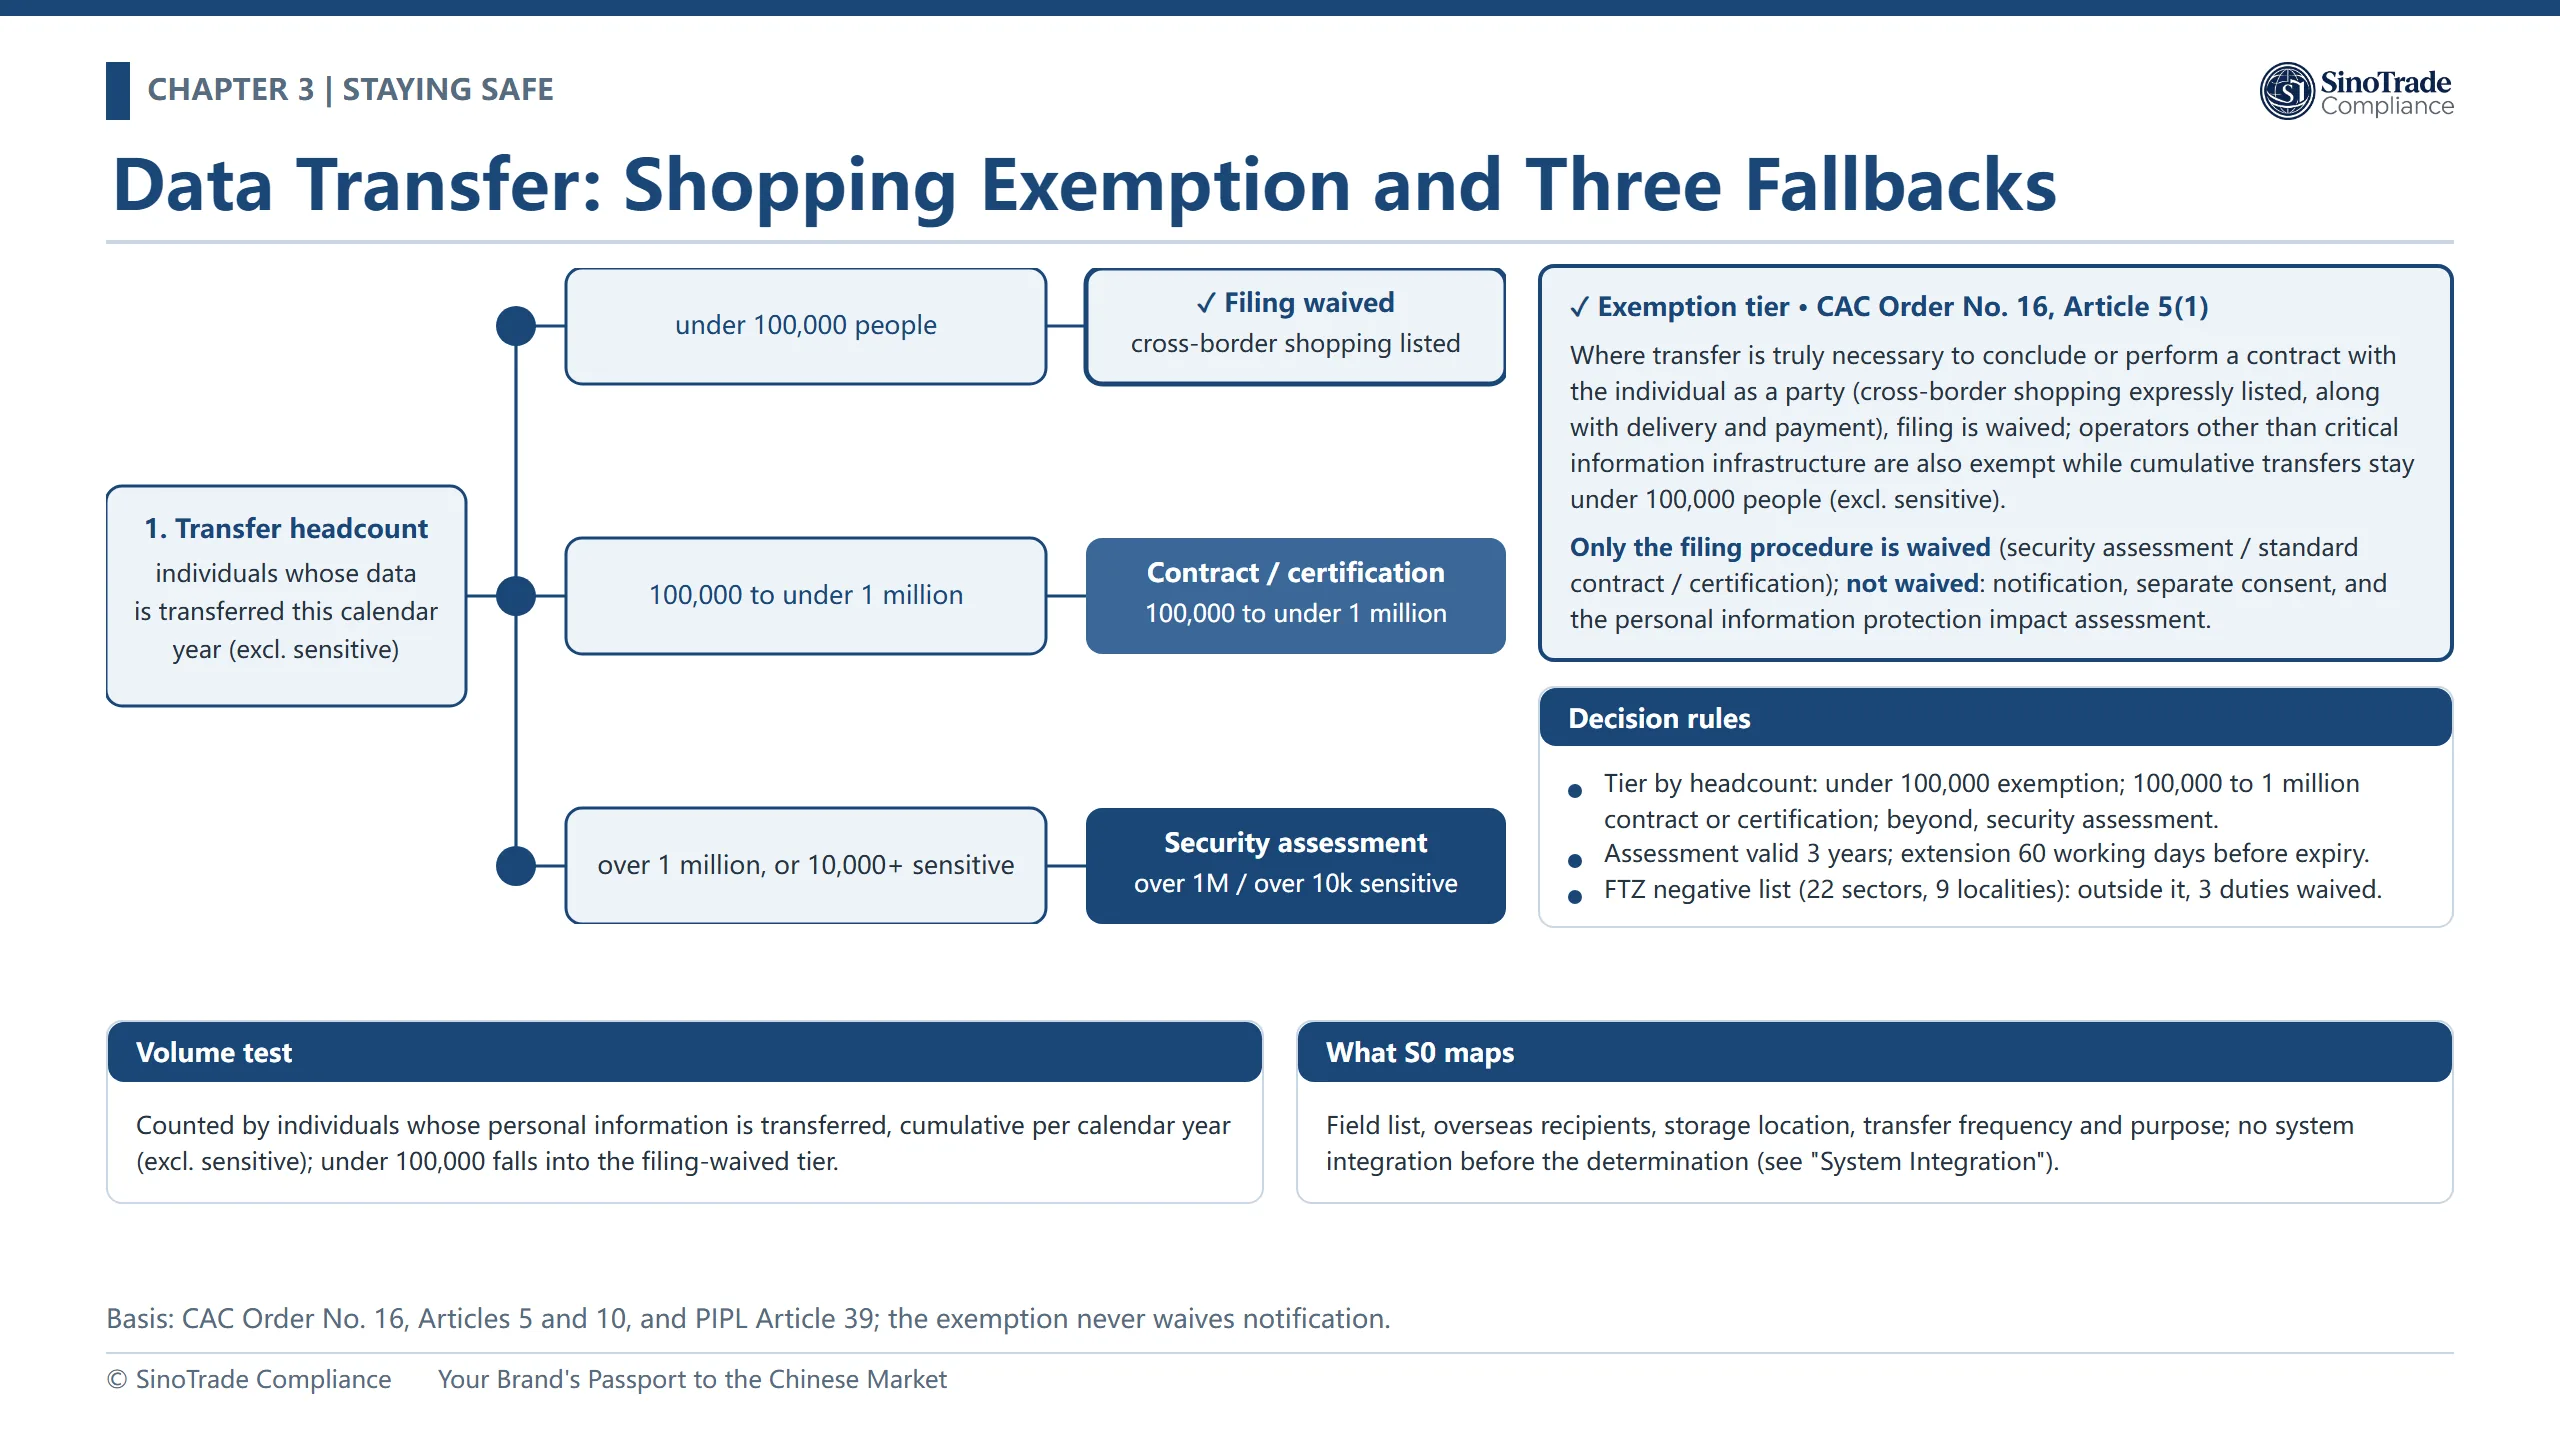 CHAPTER 3 | STAYING SAFE
SinoTrade
Compliance
Data Transfer: Shopping Exemption and Three Fallbacks
1. Transfer headcount
individuals whose data
is transferred this calendar
year (excl. sensitive)
under 100,000 people
✓ Filing waived
cross-border shopping listed
100,000 to under 1 million
Contract / certification
100,000 to under 1 million
over 1 million, or 10,000+ sensitive
Security assessment
over 1M / over 10k sensitive
✓ Exemption tier • CAC Order No. 16, Article 5(1)
Where transfer is truly necessary to conclude or perform a contract with
the individual as a party (cross-border shopping expressly listed, along
with delivery and payment), filing is waived; operators other than critical
information infrastructure are also exempt while cumulative transfers stay
under 100,000 people (excl. sensitive).
Only the filing procedure is waived (security assessment / standard
contract / certification); not waived: notification, separate consent, and
the personal information protection impact assessment.
Decision rules
● Tier by headcount: under 100,000 exemption; 100,000 to 1 million
contract or certification; beyond, security assessment.
● Assessment valid 3 years; extension 60 working days before expiry.
● FTZ negative list (22 sectors, 9 localities): outside it, 3 duties waived.
Volume test
Counted by individuals whose personal information is transferred, cumulative per calendar year
(excl. sensitive); under 100,000 falls into the filing-waived tier.
What S0 maps
Field list, overseas recipients, storage location, transfer frequency and purpose; no system
integration before the determination (see "System Integration").
Basis: CAC Order No. 16, Articles 5 and 10, and PIPL Article 39; the exemption never waives notification.
© SinoTrade Compliance Your Brand's Passport to the Chinese Market